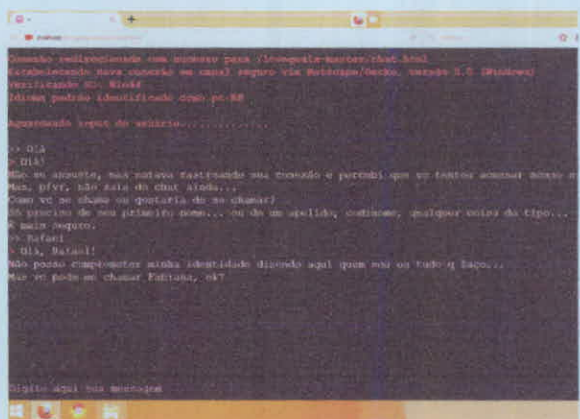 Conexão redirecionada com sucesso para /iloveguals-master/chat.html
Estabelecendo nova conexão em canal seguro via Netscape/Gecko, versão 5.0 (Windows)
Verificando SO: Win64
Idioma padrão identificado como pt-BR
Aguardando input do usuário..............
>> Olá
> Olá!
Não se assuste, mas estava rastreando sua conexão e percebi que vc tentou acessar nosso
Mas, pfvr, não saia do chat ainda...
Como vc se chama ou gostaria de se chamar?
Só preciso de seu primeiro nome... ou de um apelido, codinome, qualquer coisa do tipo...
É mais seguro.
>> Rafael
> Olá, Rafael!
Não posso comprometer minha identidade dizendo aqui quem sou ou tudo q faço...
Mas vc pode me chamar Fabiana, ok?
Digite aqui sua mensagem